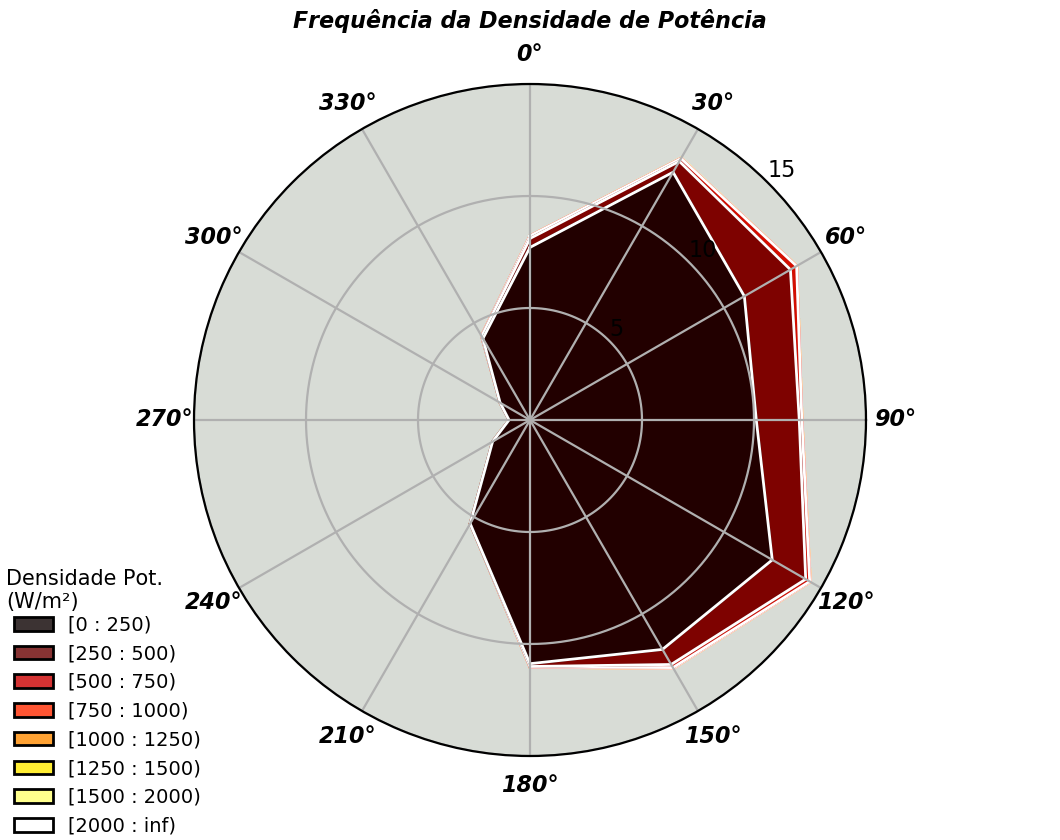 Frequência da Densidade de Potência
0°
330°
30°
15
300°
60°
10
5
270°
90°
240°
120°
210°
150°
180°
Densidade Pot.
(W/m²)
[0 : 250)
[250 : 500)
[500 : 750)
[750 : 1000)
[1000 : 1250)
[1250 : 1500)
[1500 : 2000)
[2000 : inf)